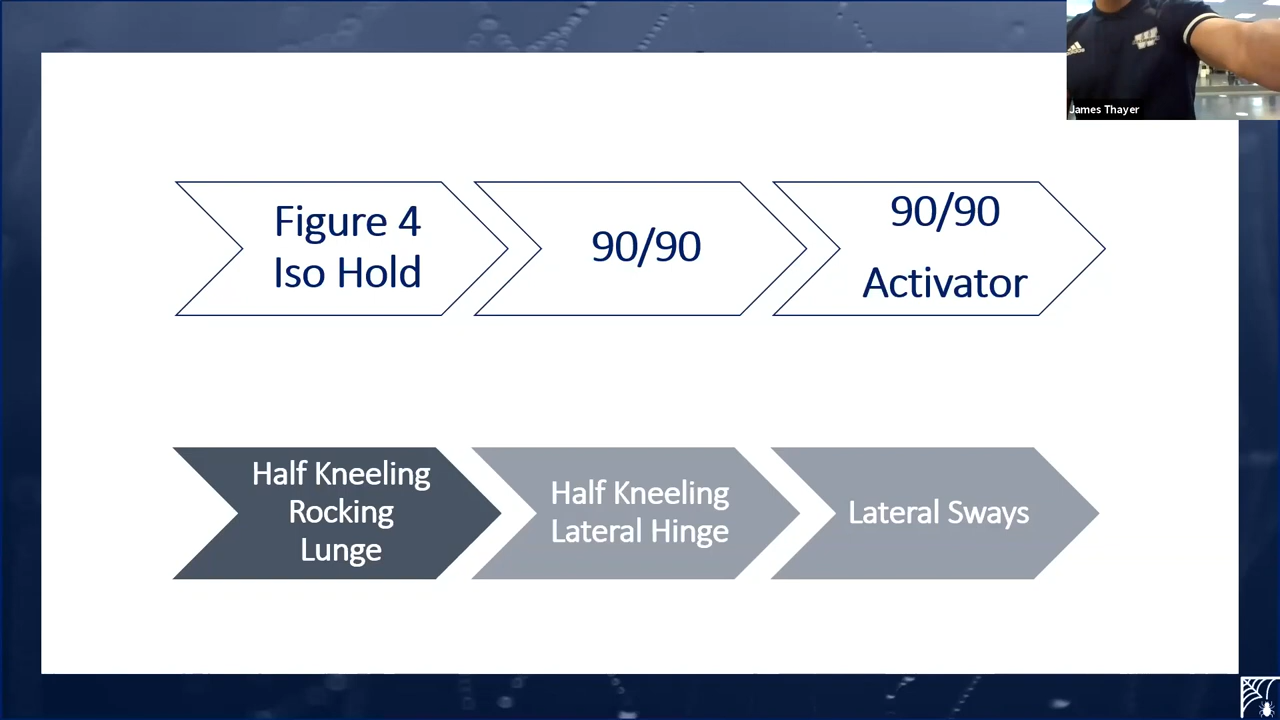 James Thayer
Figure 4
Iso Hold
90/90
90/90
Activator
Half Kneeling
Rocking
Lunge
Half Kneeling
Lateral Hinge
Lateral Sways